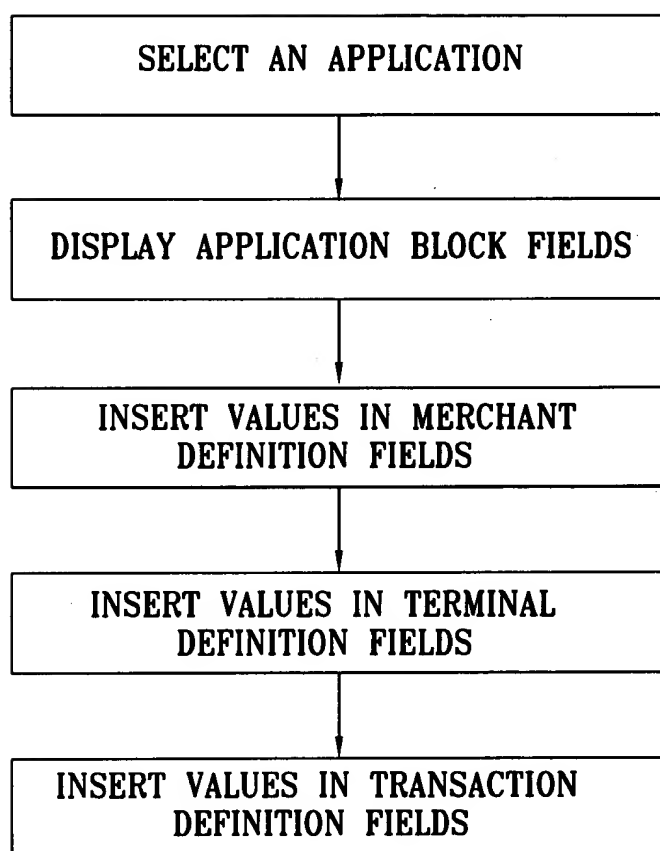 SELECT AN APPLICATION
DISPLAY APPLICATION BLOCK FIELDS
INSERT VALUES IN MERCHANT
DEFINITION FIELDS
INSERT VALUES IN TERMINAL
DEFINITION FIELDS
INSERT VALUES IN TRANSACTION
DEFINITION FIELDS